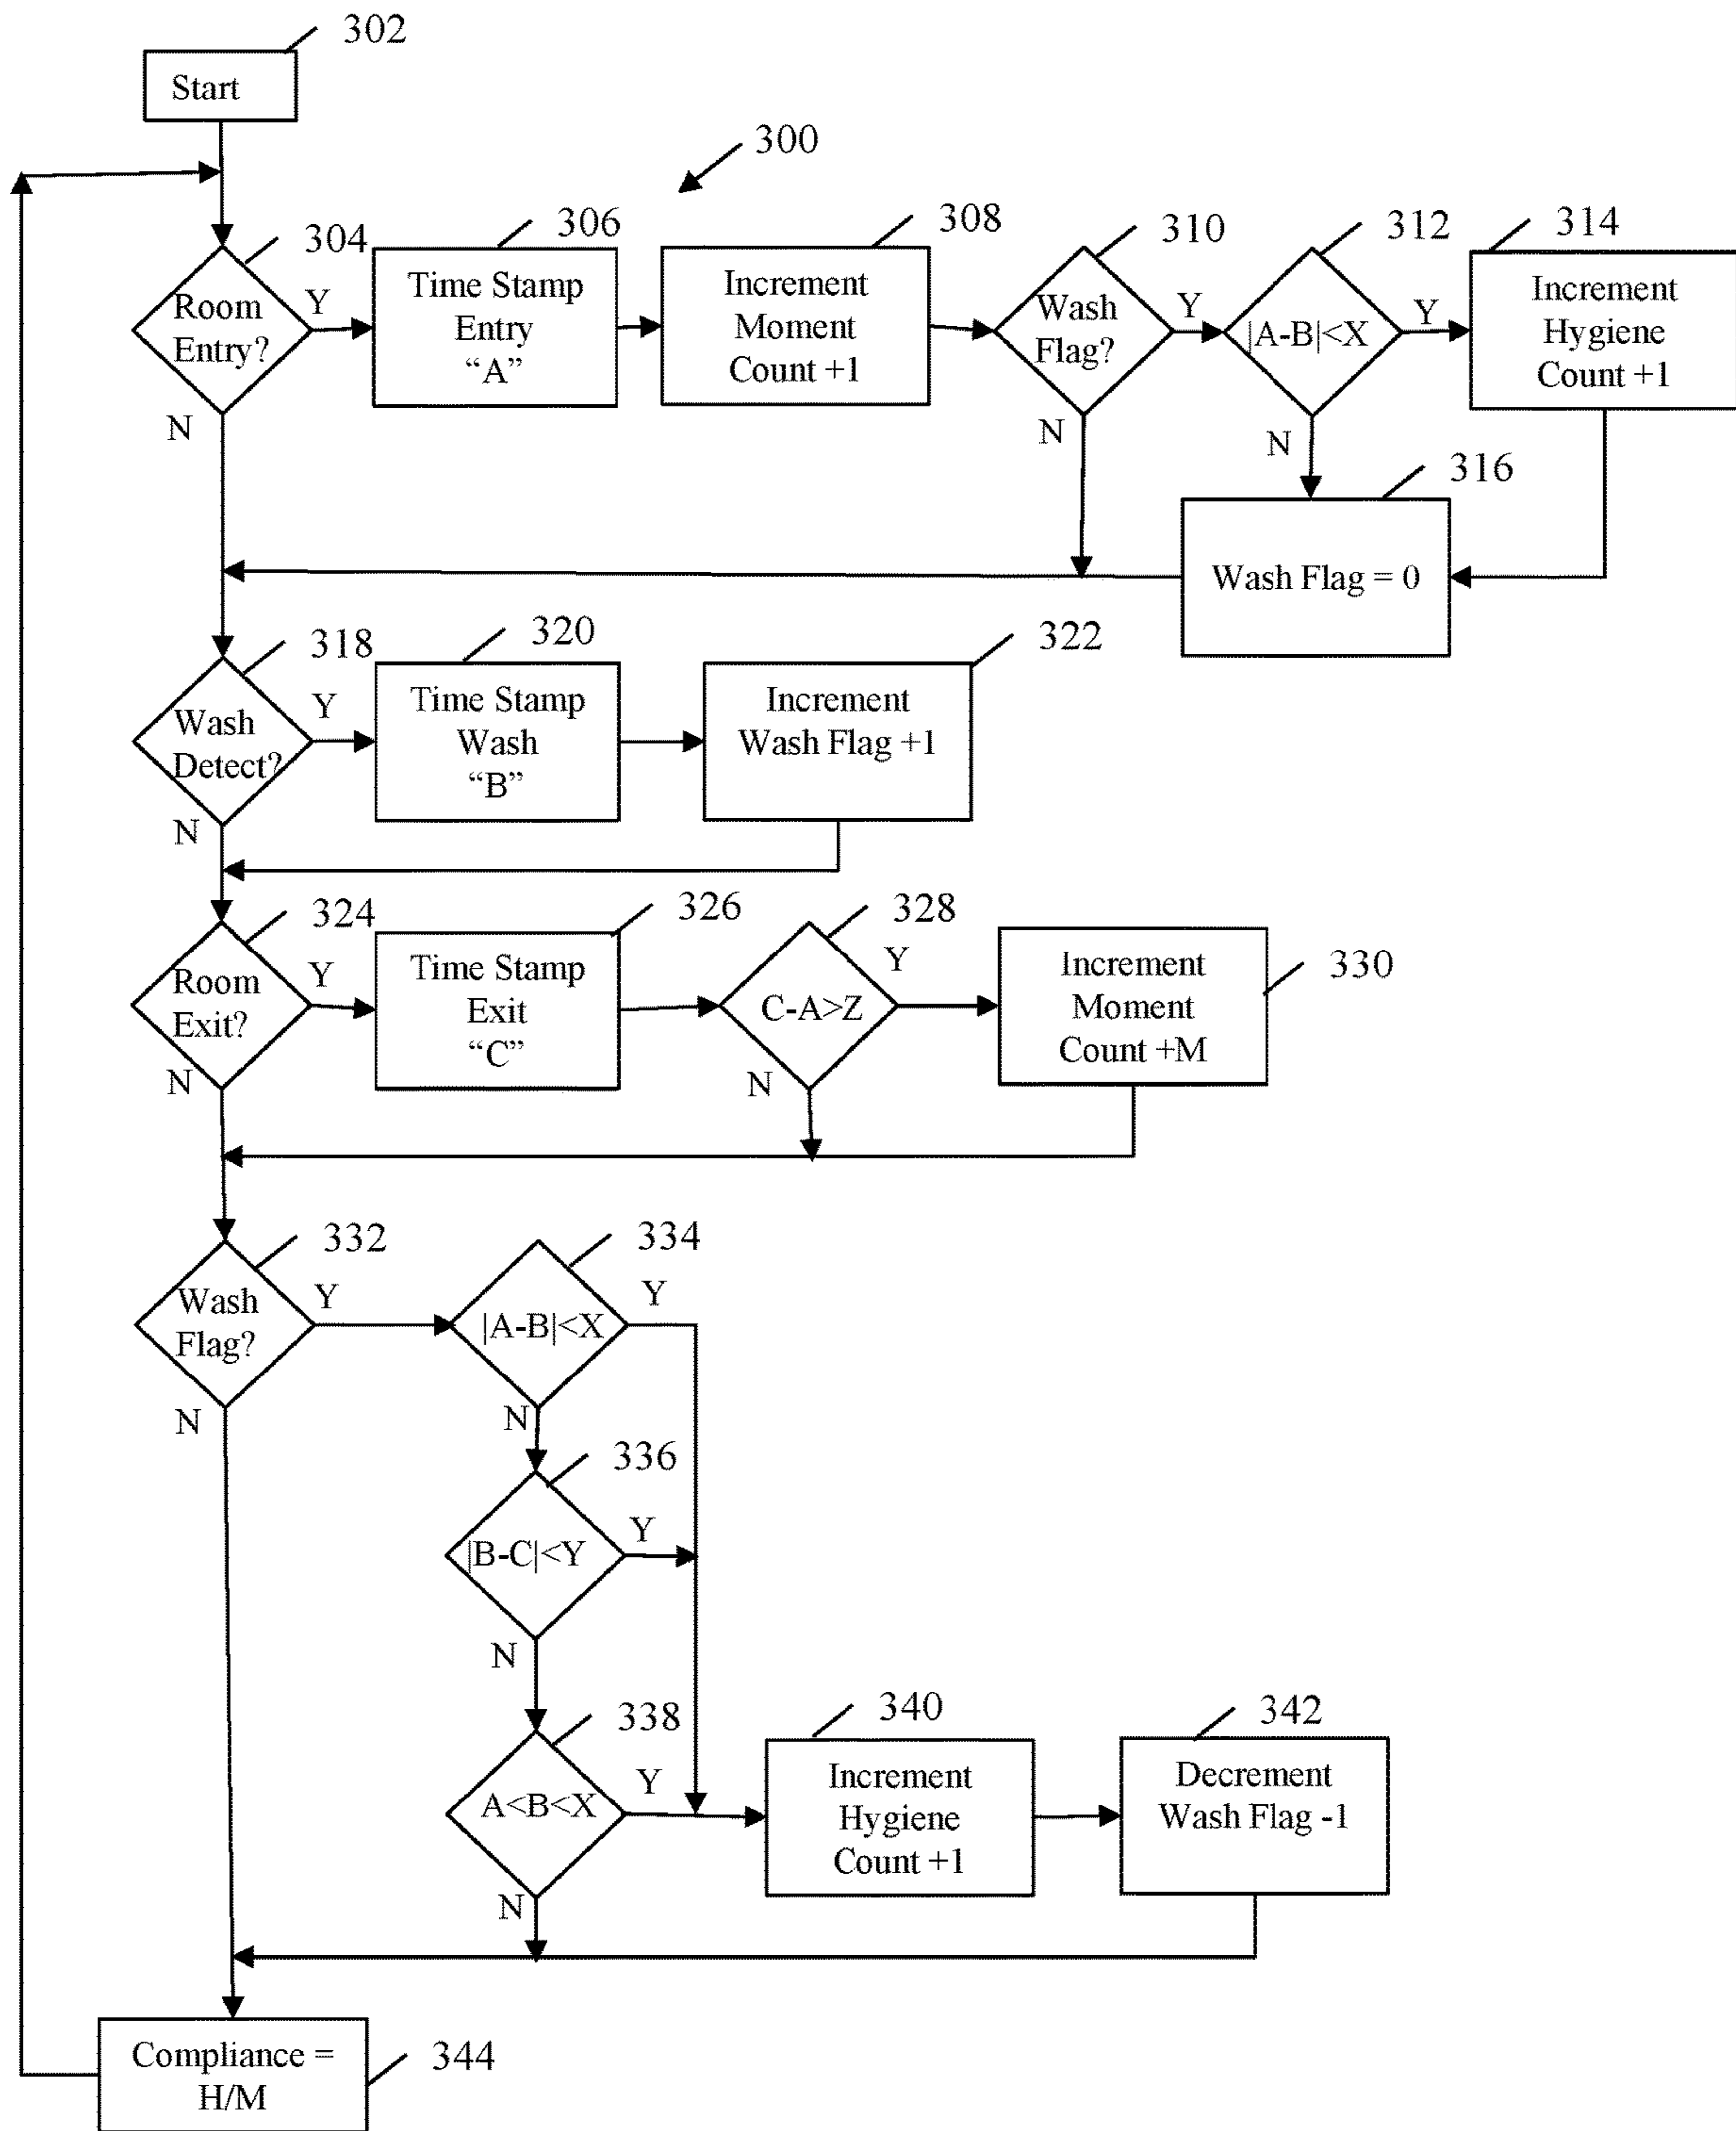 302
Start
300
304
Room
Entry?
Y
N
306
Time Stamp
Entry
“A”
308
Increment
Moment
Count +1
310
Wash
Flag?
Y
N
312
|A-B|<X
Y
N
314
Increment
Hygiene
Count +1
316
Wash Flag = 0
318
Wash
Detect?
Y
N
320
Time Stamp
Wash
“B”
322
Increment
Wash Flag +1
324
Room
Exit?
Y
N
326
Time Stamp
Exit
“C”
328
C-A>Z
Y
N
330
Increment
Moment
Count +M
332
Wash
Flag?
Y
N
334
|A-B|<X
Y
N
336
|B-C|<Y
Y
N
338
A<B<X
Y
N
340
Increment
Hygiene
Count +1
342
Decrement
Wash Flag -1
Compliance =
H/M
344